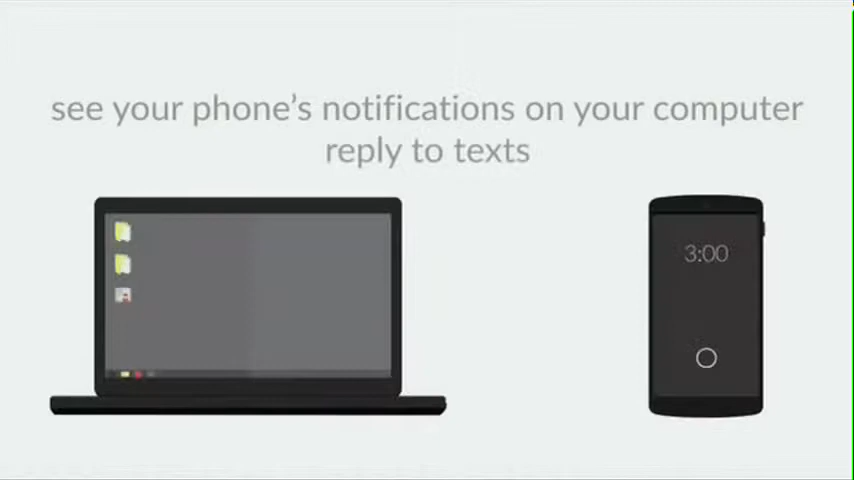 see your phone’s notifications on your computer
reply to texts
3:00